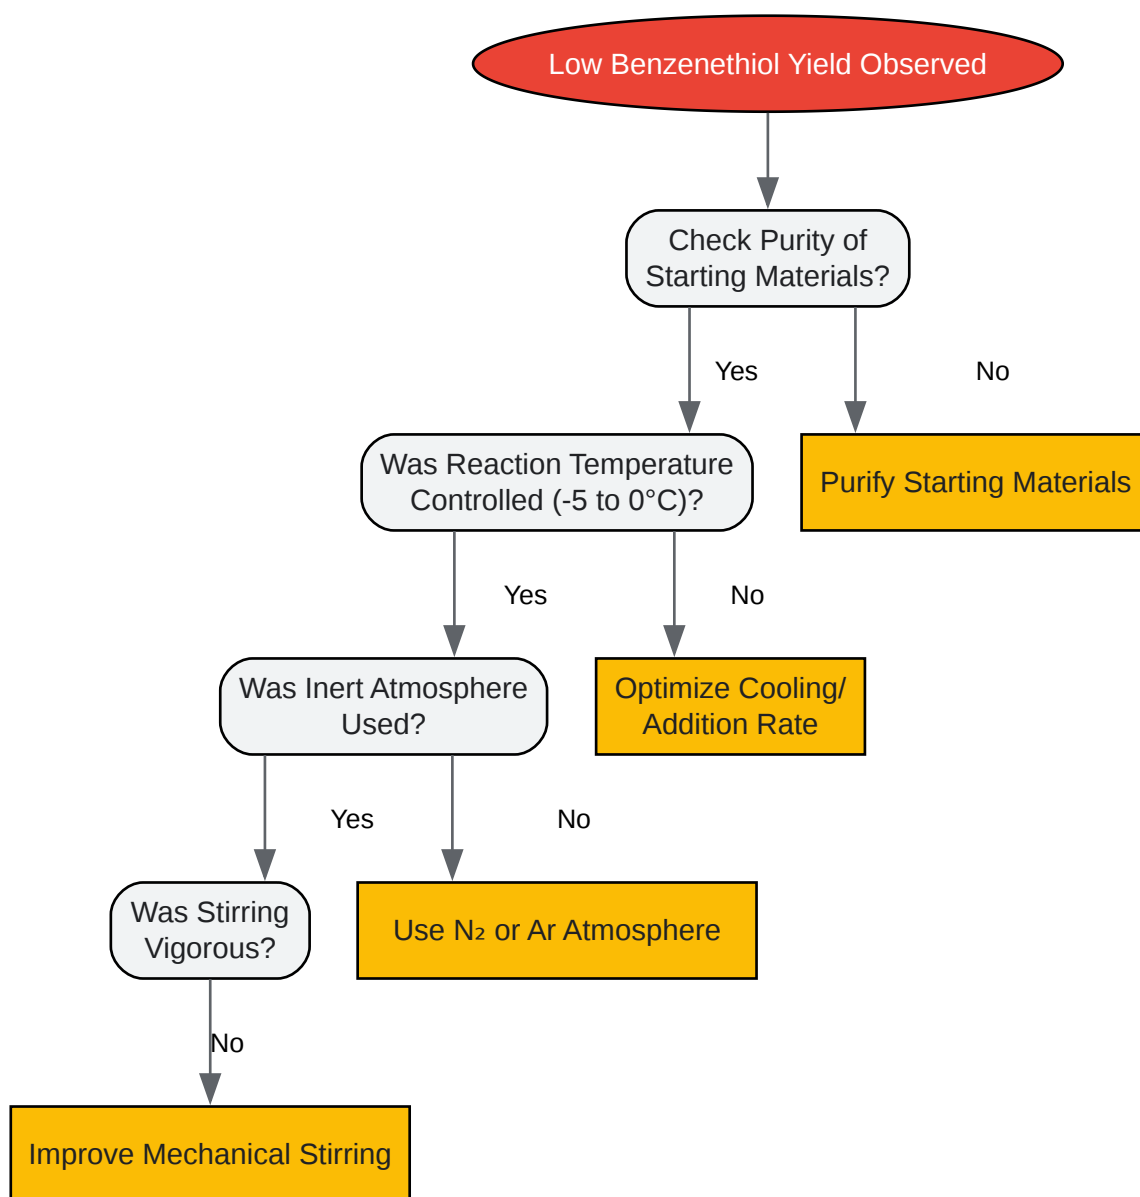 Low Benzenethiol Yield Observed
Check Purity of
Starting Materials?
Yes
No
Was Reaction Temperature
Controlled (-5 to 0°C)?
Purify Starting Materials
Yes
No
Was Inert Atmosphere
Used?
Optimize Cooling/
Addition Rate
Yes
No
Was Stirring
Vigorous?
Use N₂ or Ar Atmosphere
No
Improve Mechanical Stirring